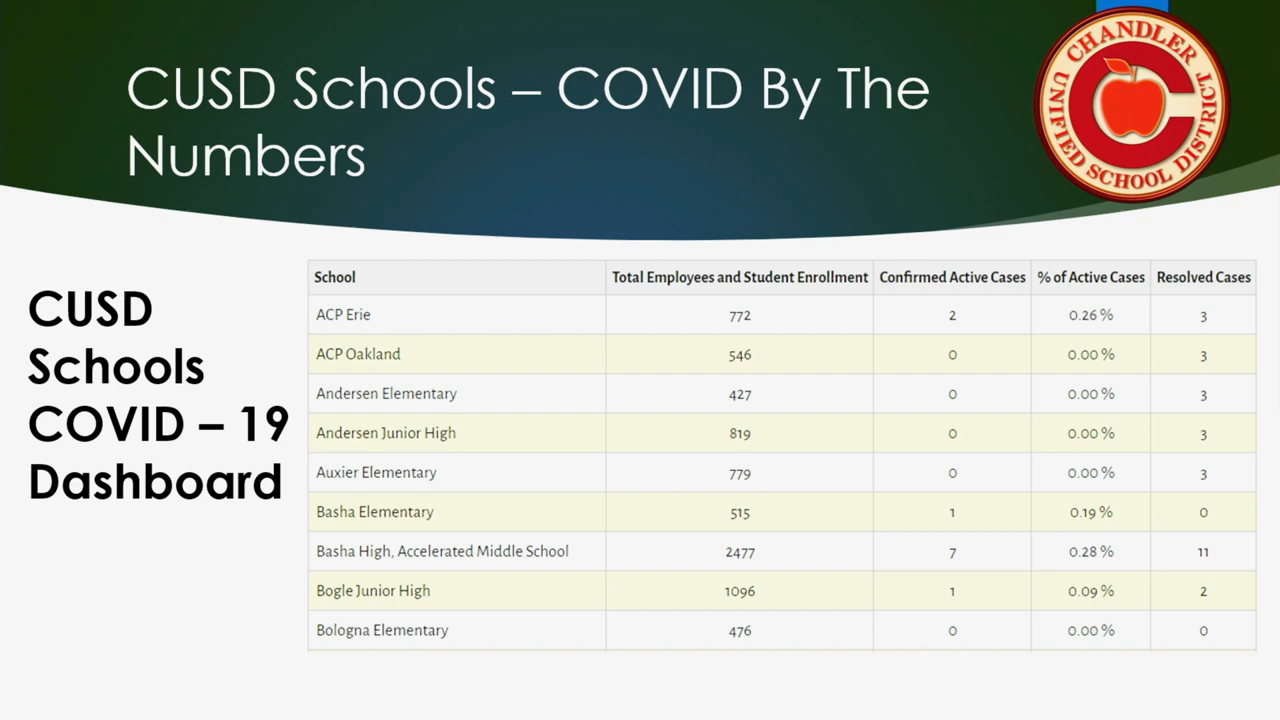 CUSD Schools – COVID By The
Numbers
CHANDLER
UNIFIED SCHOOL DISTRICT
CUSD
Schools
COVID – 19
Dashboard
School Total Employees and Student Enrollment Confirmed Active Cases % of Active Cases Resolved Cases
ACP Erie 772 2 0.26 % 3
ACP Oakland 546 0 0.00 % 3
Andersen Elementary 427 0 0.00 % 3
Andersen Junior High 819 0 0.00 % 3
Auxier Elementary 779 0 0.00 % 3
Basha Elementary 515 1 0.19 % 0
Basha High, Accelerated Middle School 2477 7 0.28 % 11
Bogle Junior High 1096 1 0.09 % 2
Bologna Elementary 476 0 0.00 % 0